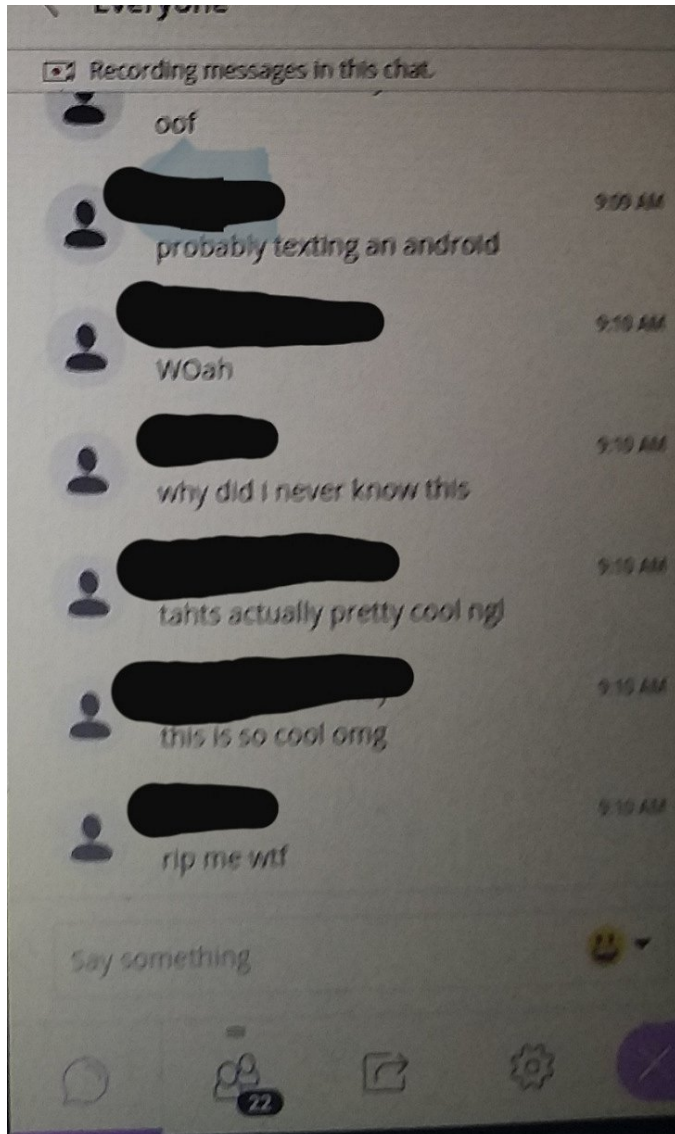 Everyone
Recording messages in this chat.
oof
9:09 AM
probably texting an android
9:10 AM
WOah
9:10 AM
why did I never know this
9:10 AM
tahts actually pretty cool ngl
9:10 AM
this is so cool omg
9:10 AM
rip me wtf
Say something
22